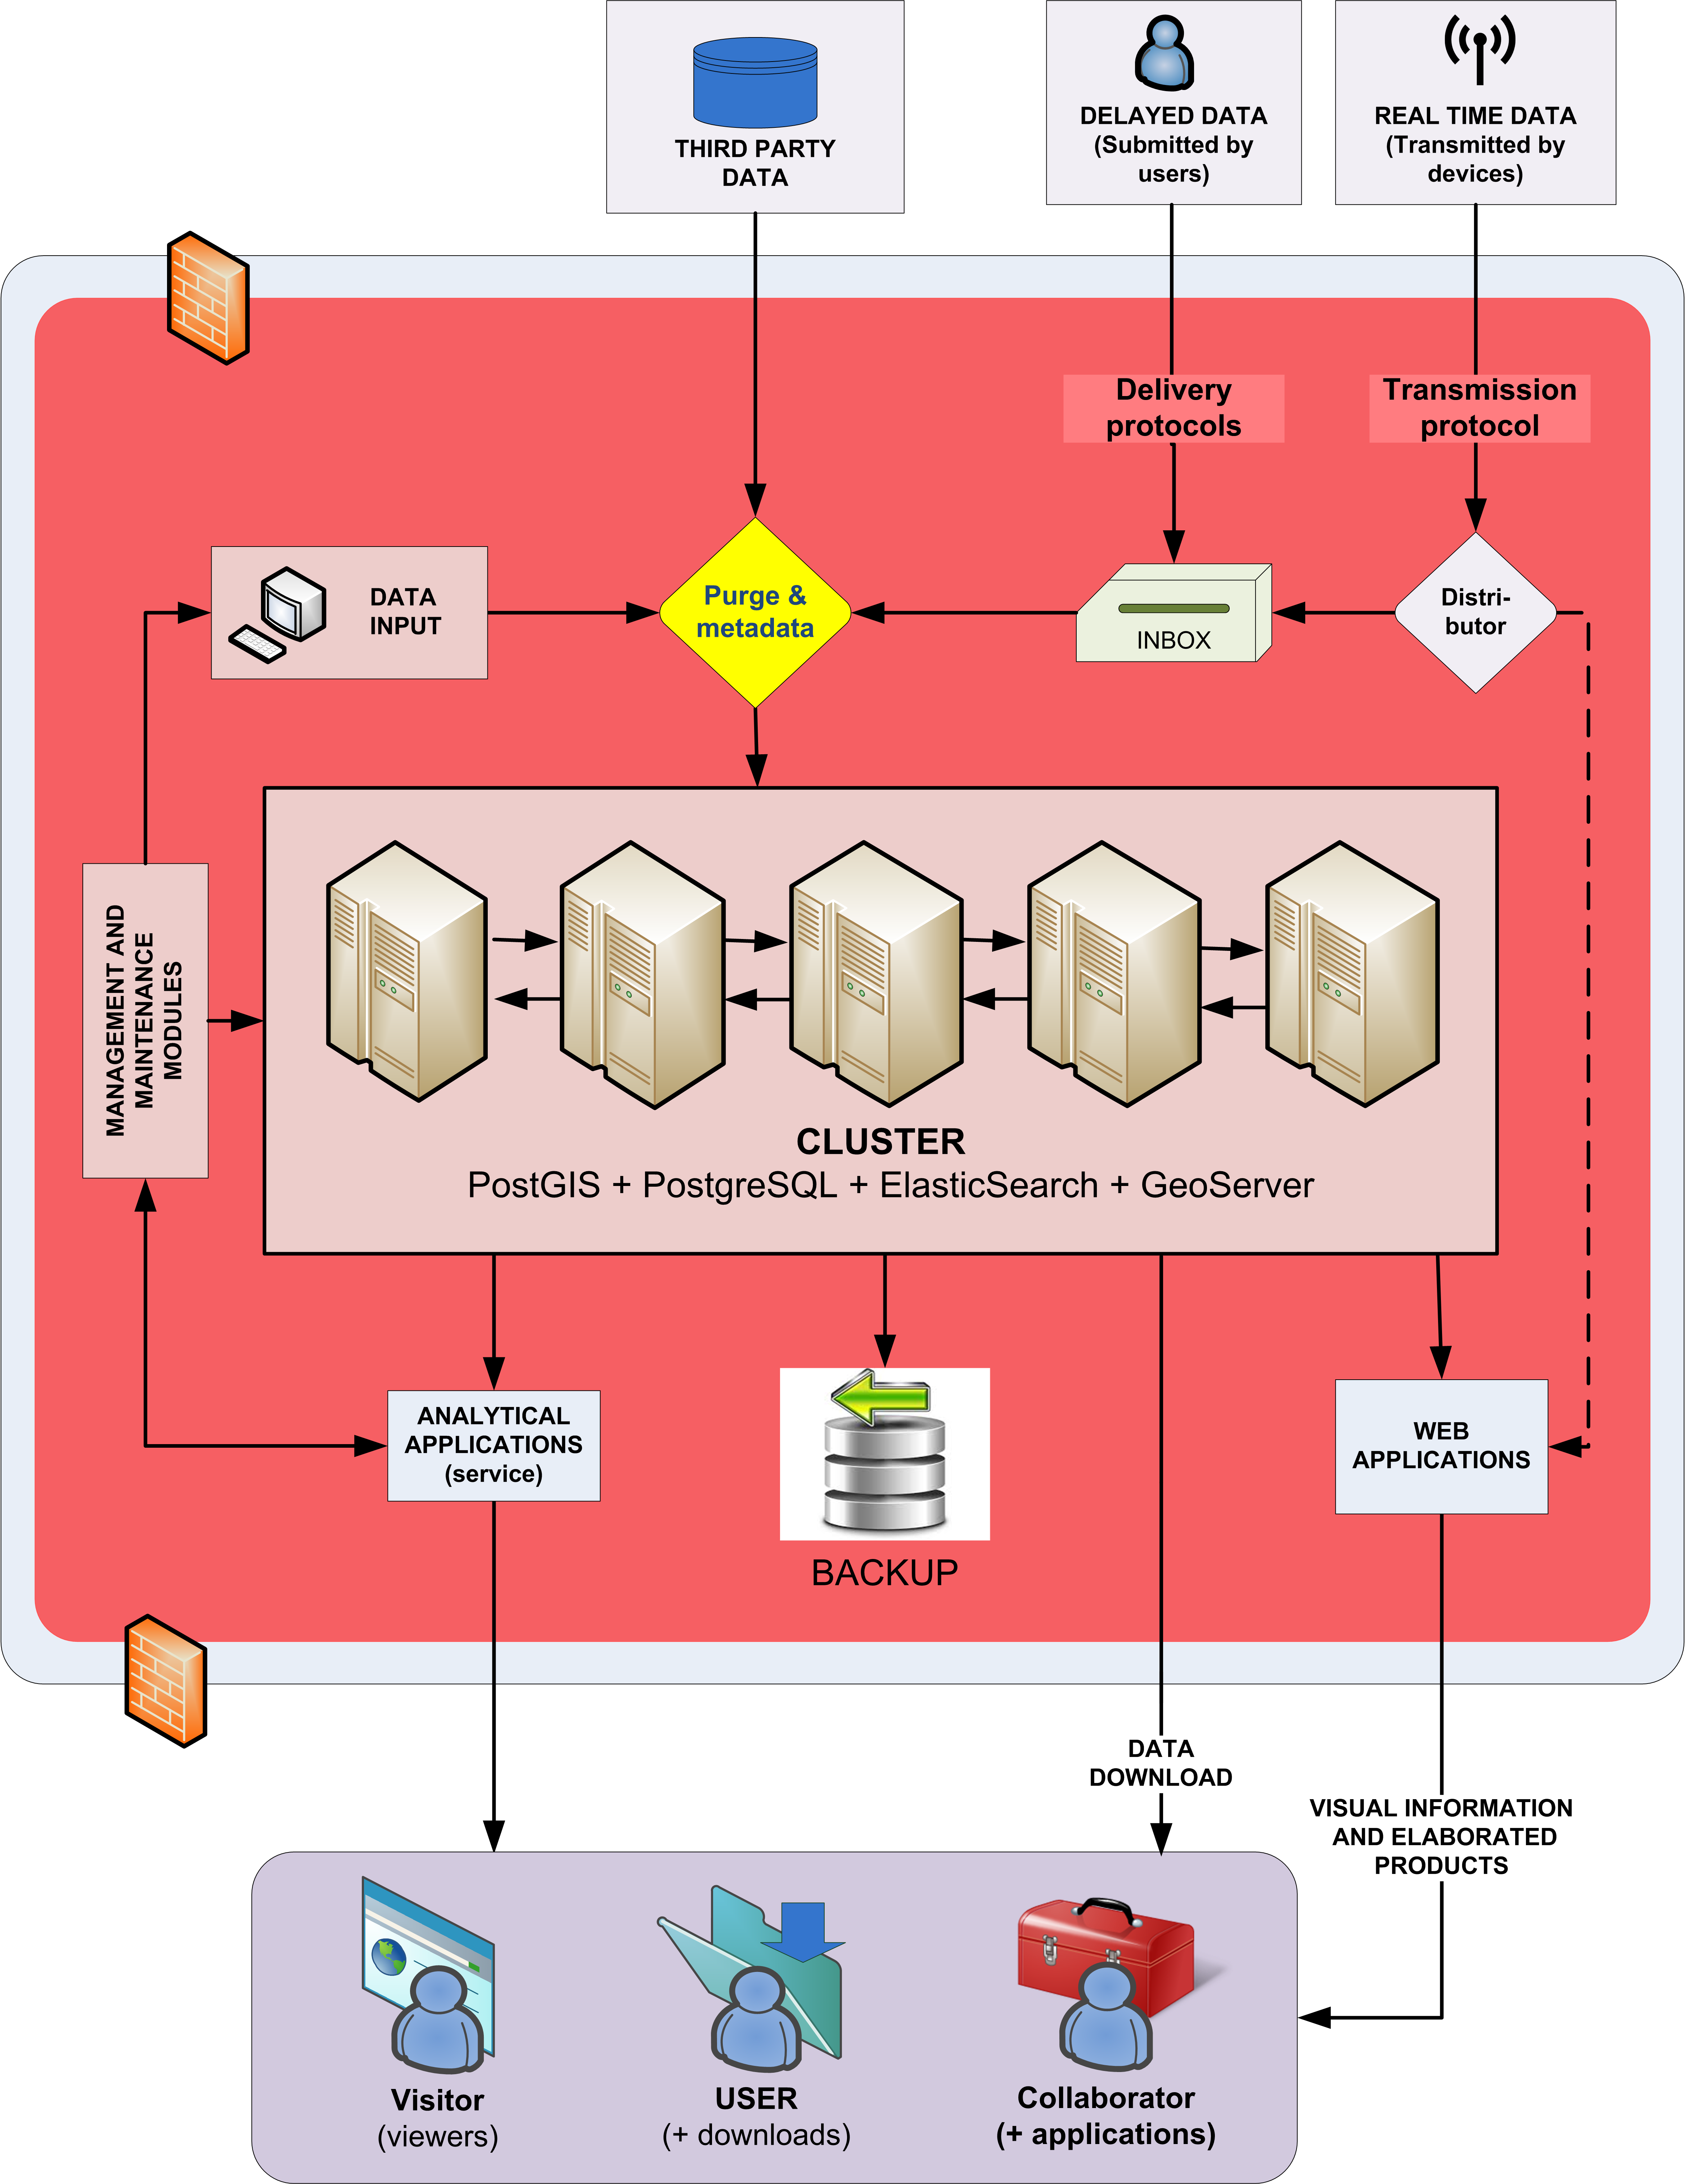 THIRD PARTY
DATA
DELAYED DATA
(Submitted by
users)
REAL TIME DATA
(Transmitted by
devices)
Delivery
protocols
Transmission
protocol
DATA
INPUT
Purge &
metadata
INBOX
Distri-
butor
MANAGEMENT AND
MAINTENANCE
MODULES
CLUSTER
PostGIS + PostgreSQL + ElasticSearch + GeoServer
ANALYTICAL
APPLICATIONS
(service)
BACKUP
WEB
APPLICATIONS
DATA
DOWNLOAD
VISUAL INFORMATION
AND ELABORATED
PRODUCTS
Visitor
(viewers)
USER
(+ downloads)
Collaborator
(+ applications)